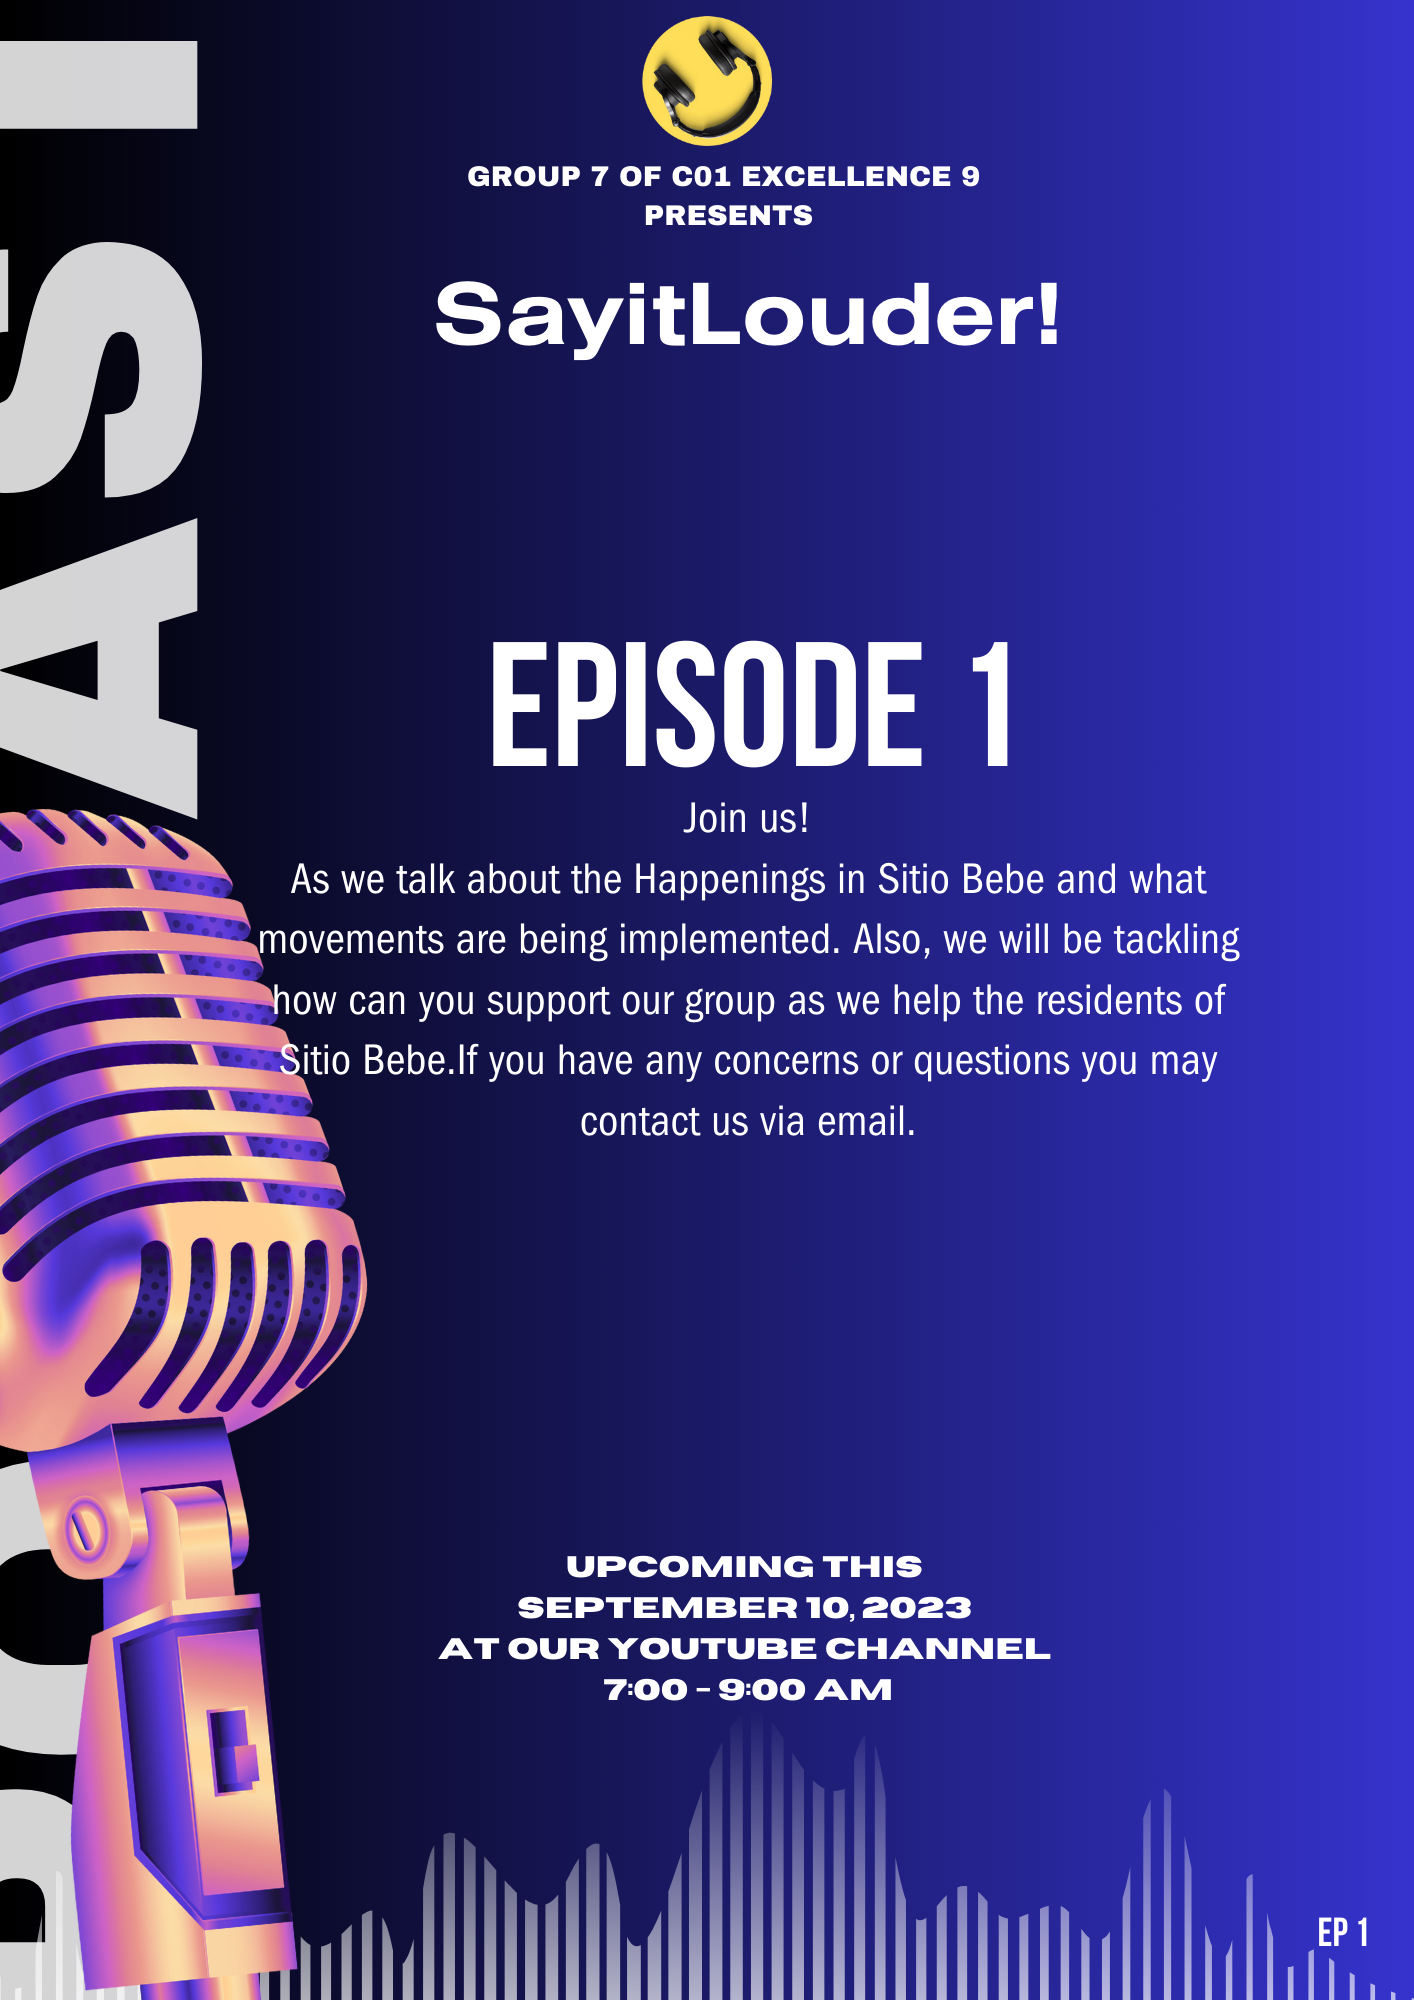 GROUP 7 OF C01 EXCELLENCE 9
PRESENTS
SayitLouder!
EPISODE 1
Join us!
As we talk about the Happenings in Sitio Bebe and what
movements are being implemented. Also, we will be tackling
how can you support our group as we help the residents of
Sitio Bebe.If you have any concerns or questions you may
contact us via email.
UPCOMING THIS
SEPTEMBER 10, 2023
AT OUR YOUTUBE CHANNEL
7:00 - 9:00 AM
EP 1